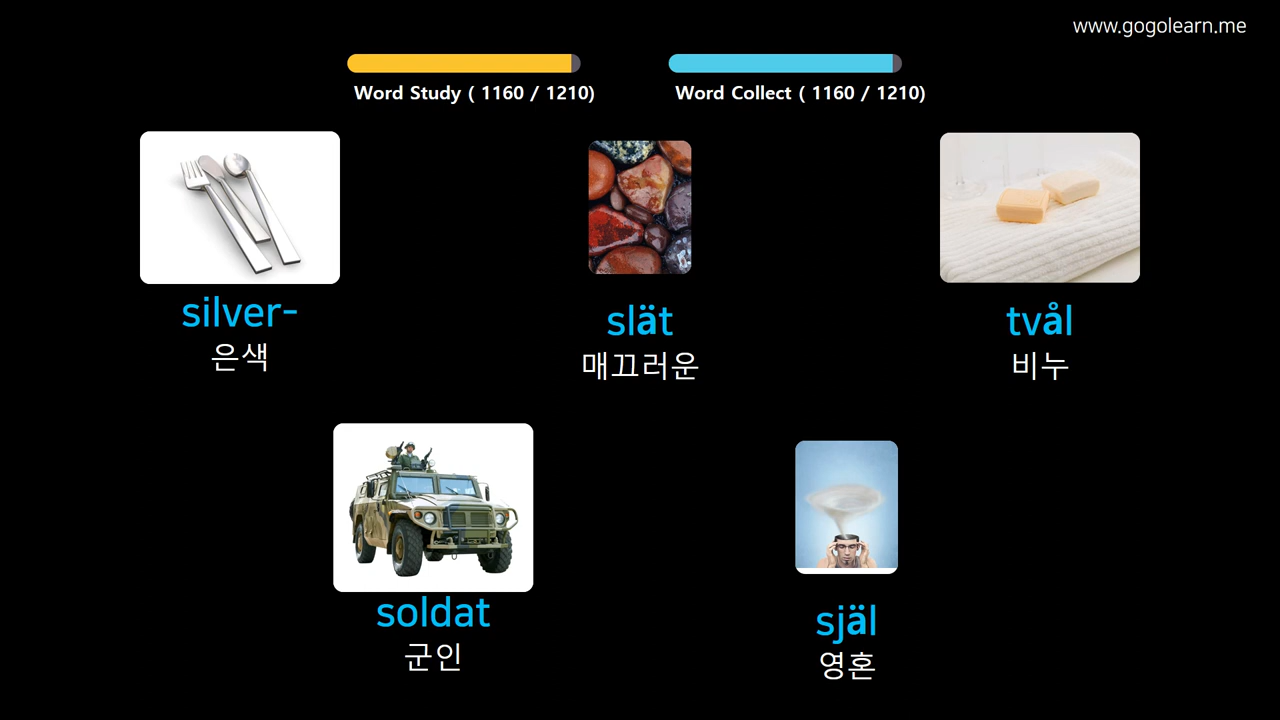 www.gogolearn.me
Word Study ( 1160 / 1210)
Word Collect ( 1160 / 1210)
silver-
은색
slät
매끄러운
tvål
비누
soldat
군인
själ
영혼